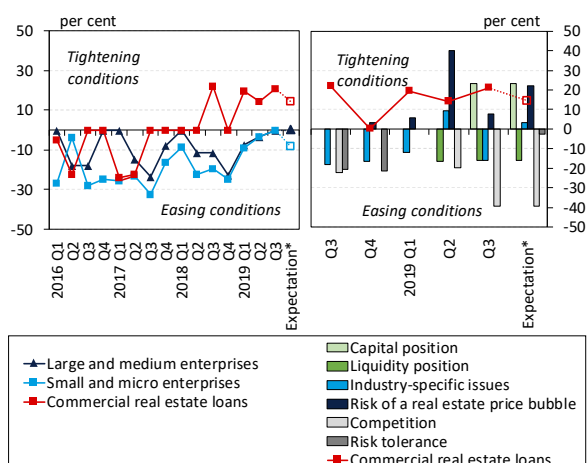 per cent
per cent
50
30
10
-10
-30
-50
Tightening
conditions
Easing conditions
2016 Q1
Q2
Q3
Q4
2017 Q1
Q2
Q3
Q4
2018 Q1
Q2
Q3
Q4
2019 Q1
Q2
Q3
Expectation*
Tightening
conditions
Easing conditions
50
40
30
20
10
0
-10
-20
-30
-40
-50
Q3
Q4
2019 Q1
Q2
Q3
Expectation*
Large and medium enterprises
Small and micro enterprises
Commercial real estate loans
Capital position
Liquidity position
Industry-specific issues
Risk of a real estate price bubble
Competition
Risk tolerance
Commercial real estate loans